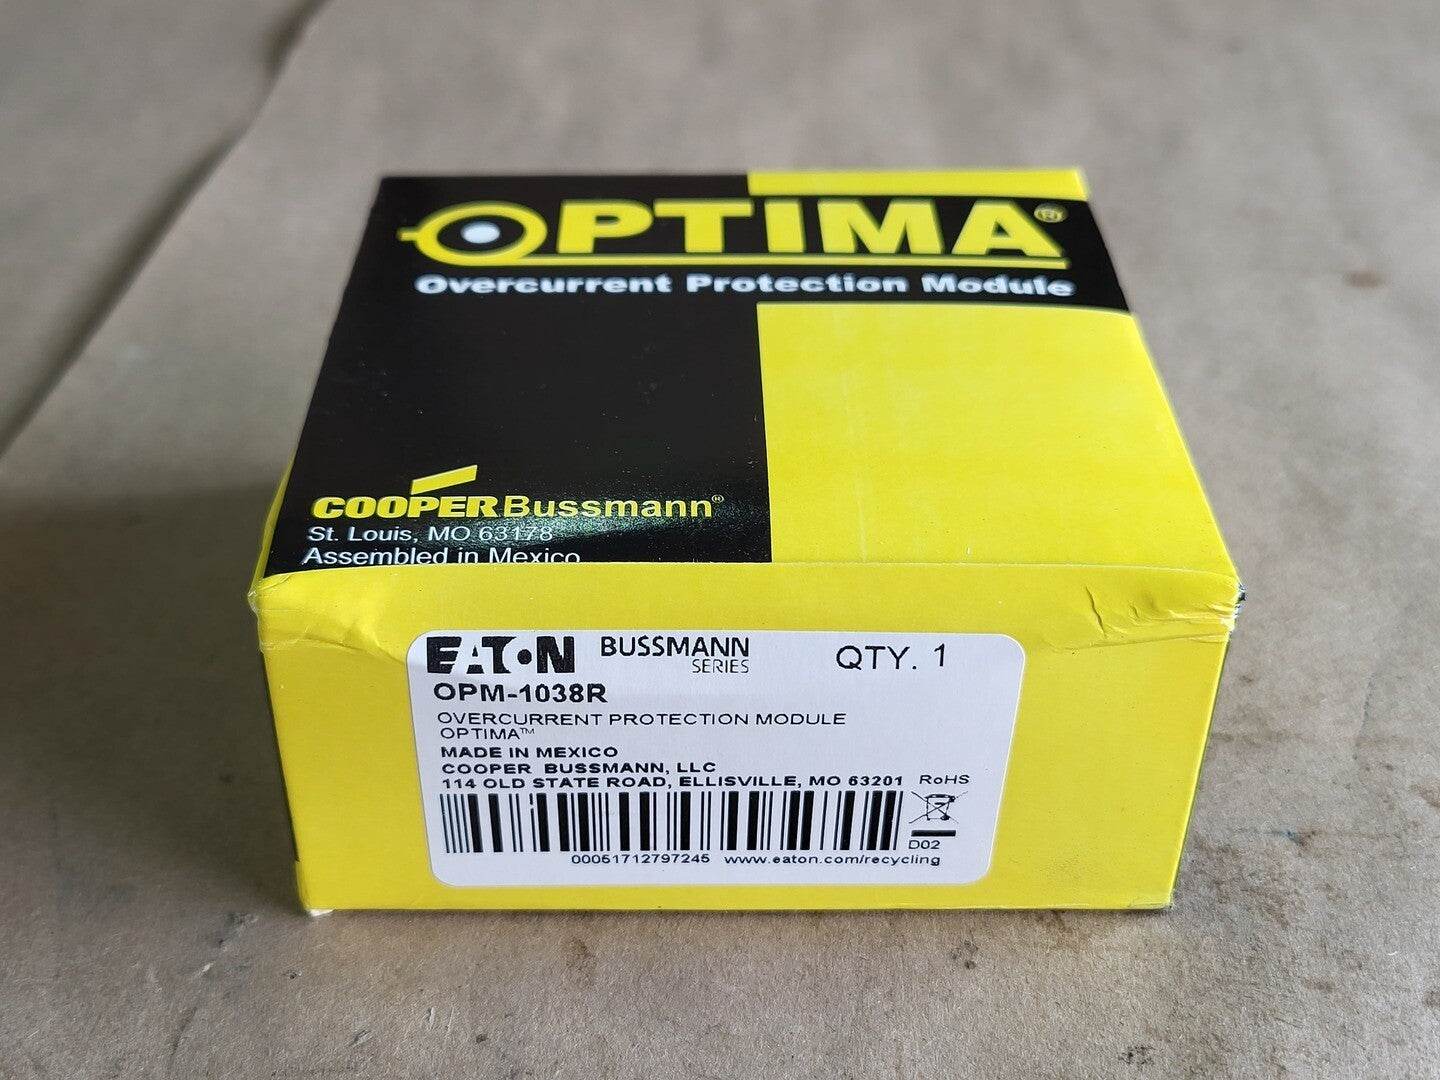 OPTIMA®
Overcurrent Protection Module
COOPER Bussmann®
St. Louis, MO 63178
Assembled in Mexico
EATON BUSSMANN SERIES QTY. 1
OPM-1038R
OVERCURRENT PROTECTION MODULE
OPTIMA™
MADE IN MEXICO
COOPER BUSSMANN, LLC
114 OLD STATE ROAD, ELLISVILLE, MO 63201 RoHS
D02
00051712797245 www.eaton.com/recycling